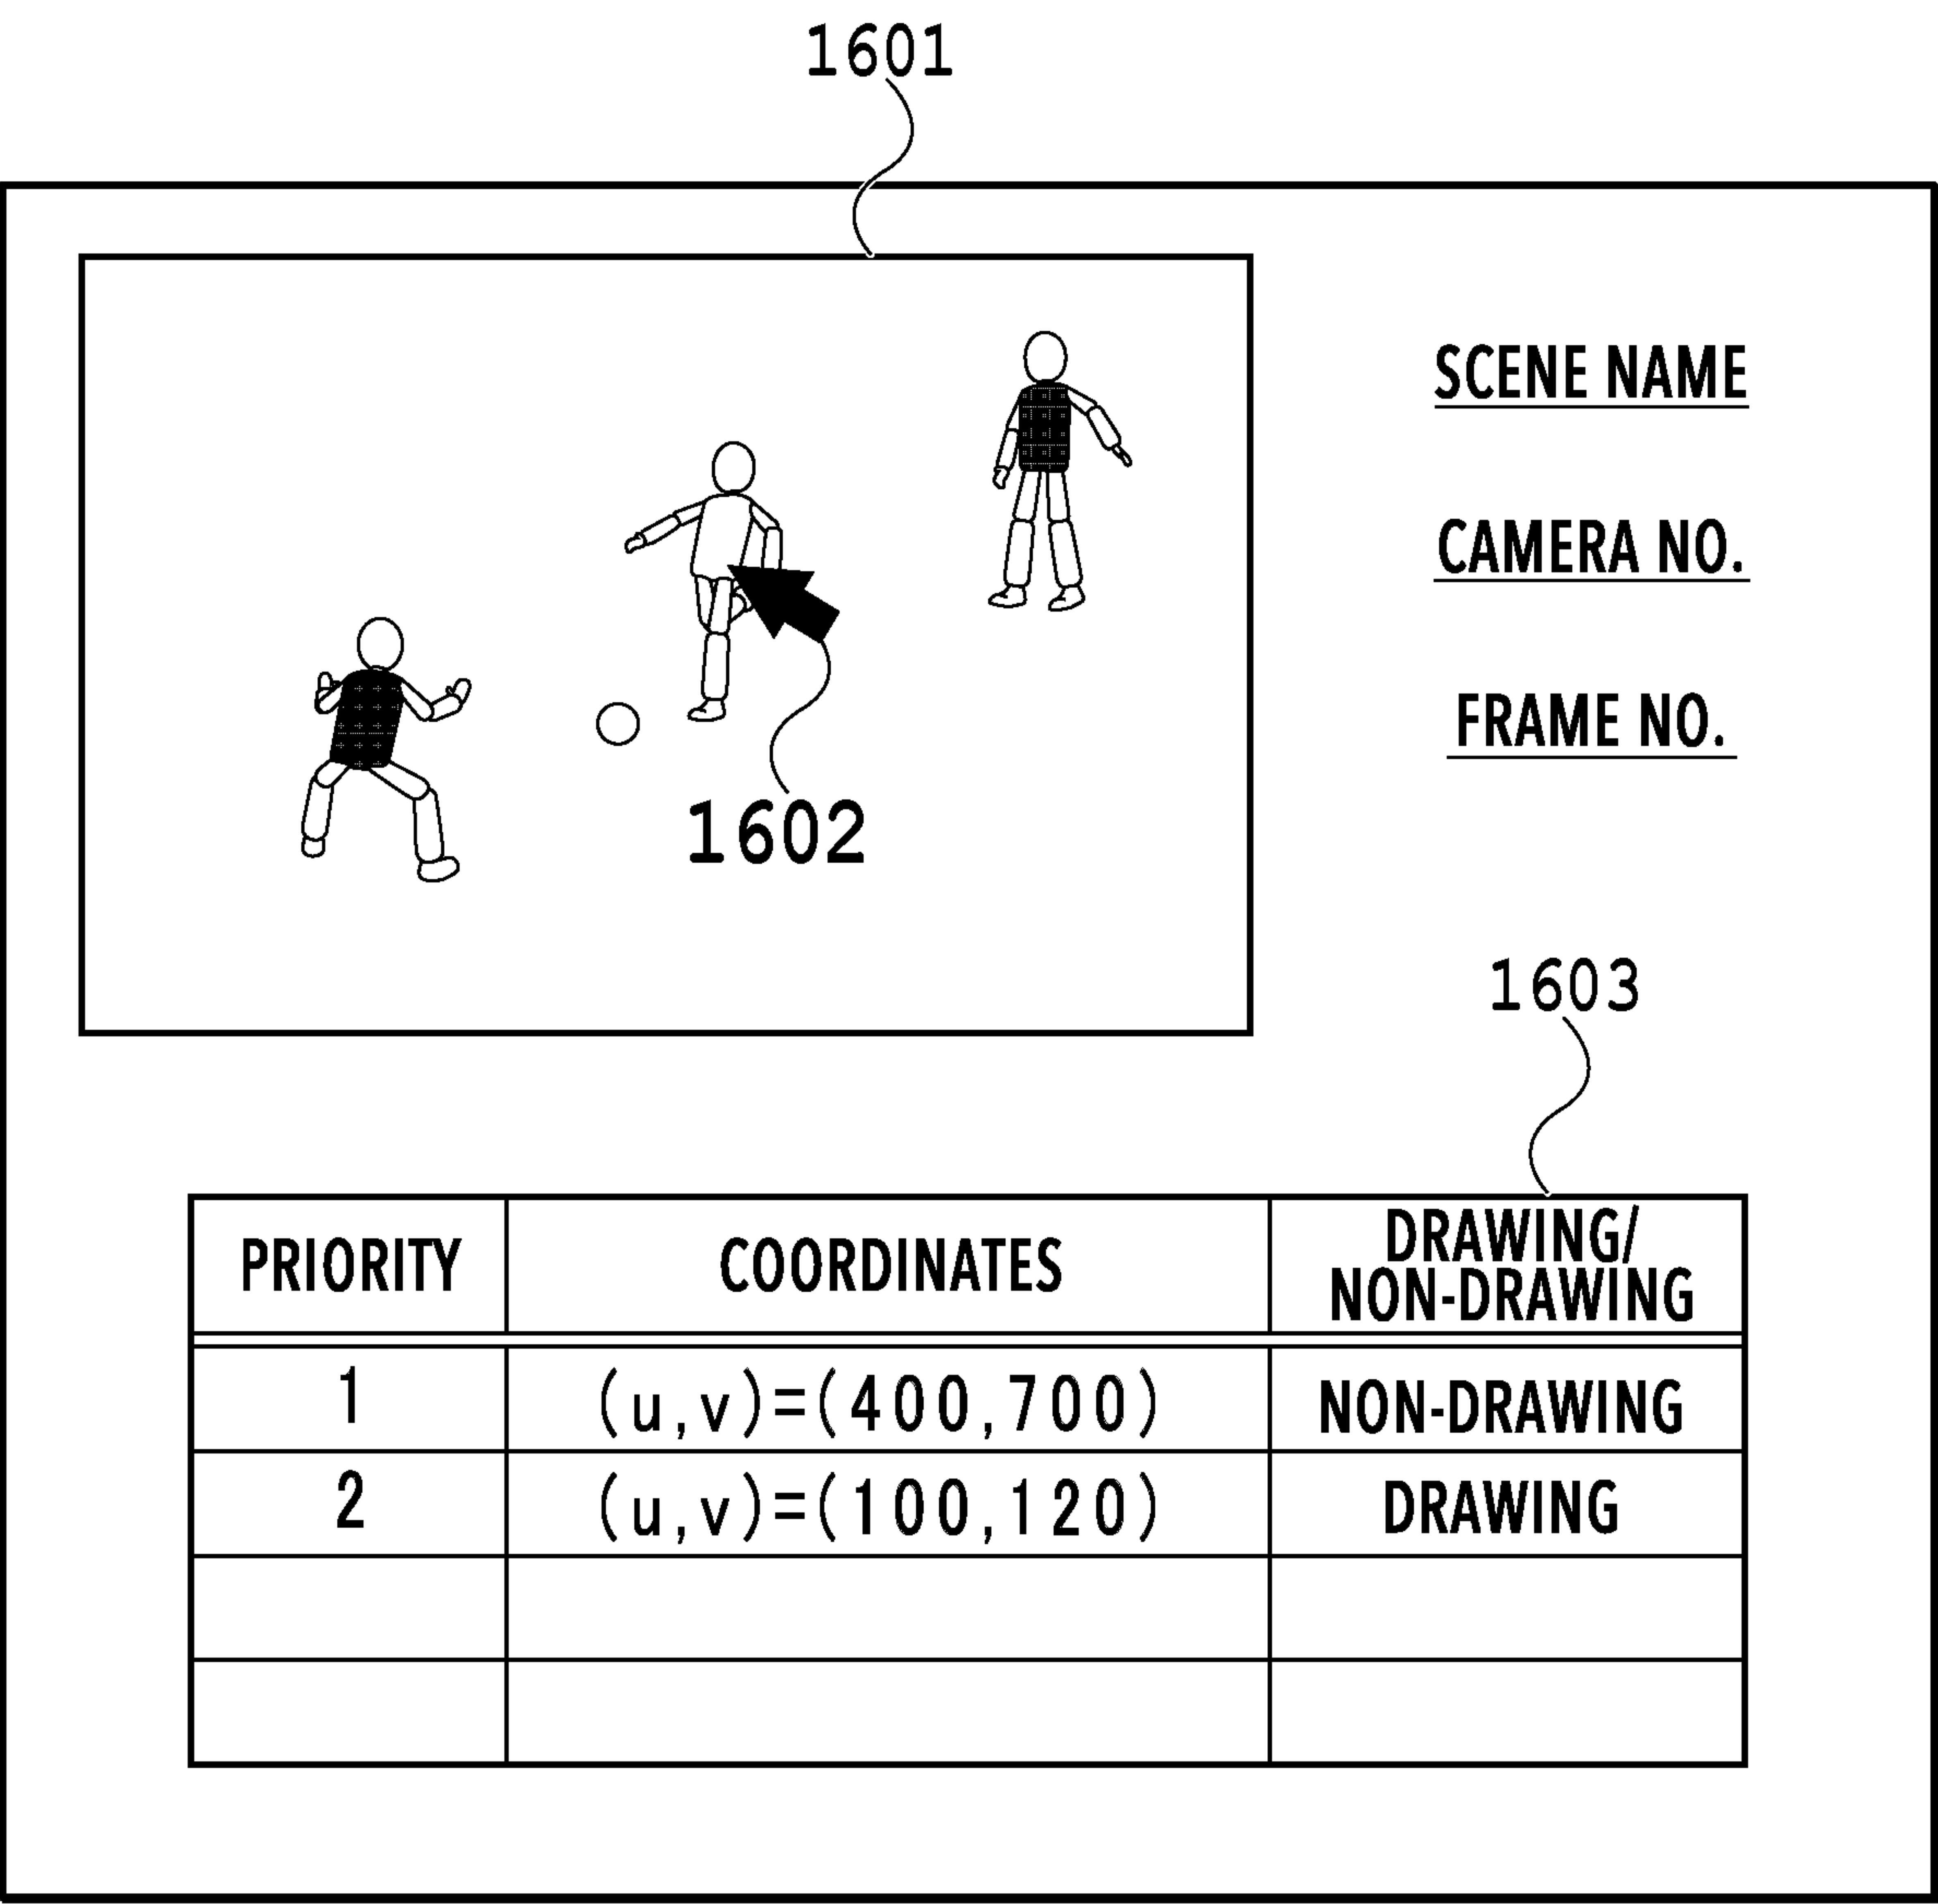 1601
SCENE NAME
CAMERA NO.
FRAME NO.
1602
1603
PRIORITY COORDINATES DRAWING/
NON-DRAWING
1 (u,v)=(400,700) NON-DRAWING
2 (u,v)=(100,120) DRAWING